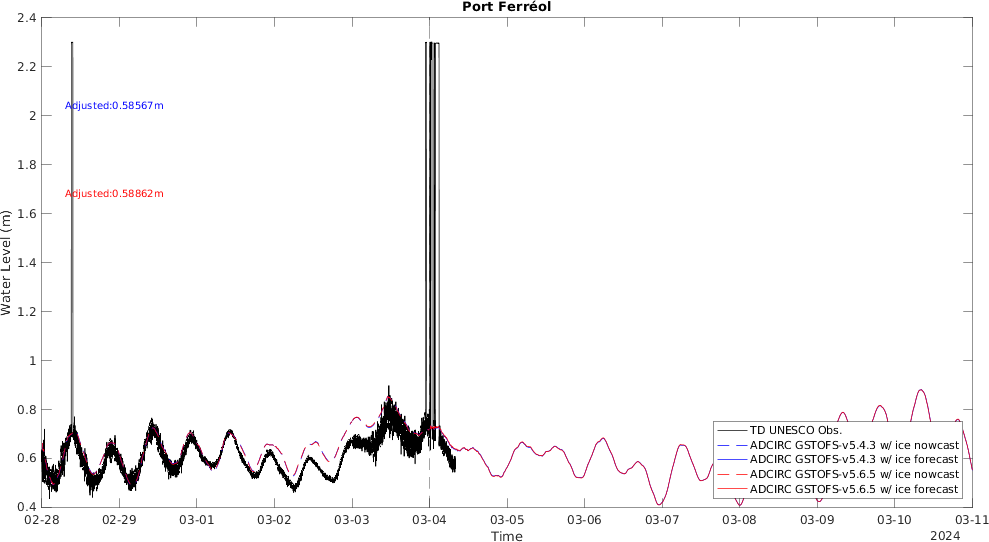 Port Ferréol
2.4
2.2
2
1.8
1.6
1.4
1.2
1
0.8
0.6
0.4
Water Level (m)
Adjusted:0.58567m
Adjusted:0.58862m
TD UNESCO Obs.
ADCIRC GSTOFS-v5.4.3 w/ ice nowcast
ADCIRC GSTOFS-v5.4.3 w/ ice forecast
ADCIRC GSTOFS-v5.6.5 w/ ice nowcast
ADCIRC GSTOFS-v5.6.5 w/ ice forecast
02-28 02-29 03-01 03-02 03-03 03-04 03-05 03-06 03-07 03-08 03-09 03-10 03-11
Time
2024